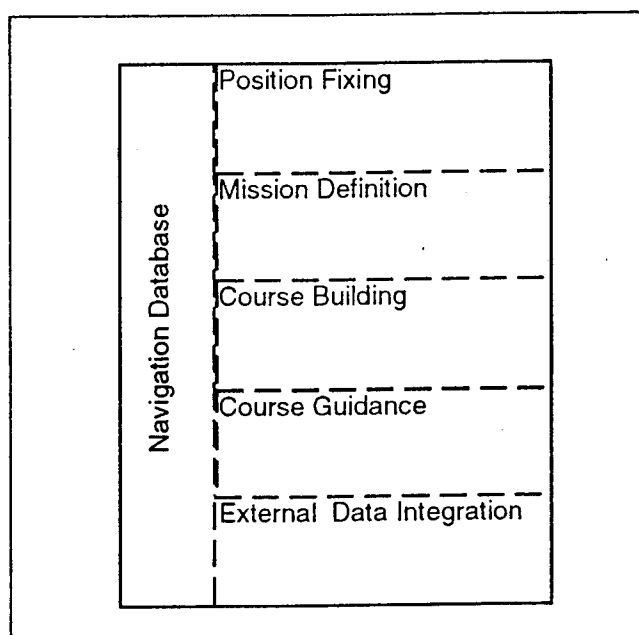 Navigation Database
Position Fixing
Mission Definition
Course Building
Course Guidance
External Data Integration